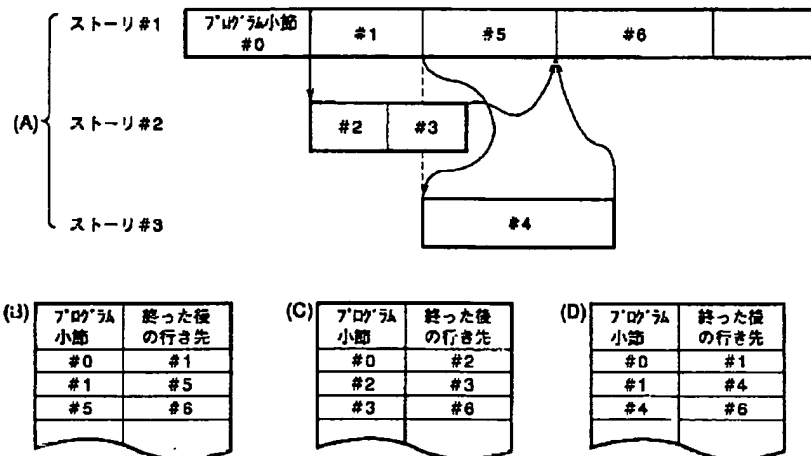 ストーリ#1
プログラム小節
#0
#1
#5
#6
(A)
ストーリ#2
#2
#3
ストーリ#3
#4
(B)
プログラム 終った後
小節 の行き先
#0 #1
#1 #5
#5 #6
(C)
プログラム 終った後
小節 の行き先
#0 #2
#2 #3
#3 #6
(D)
プログラム 終った後
小節 の行き先
#0 #1
#1 #4
#4 #6